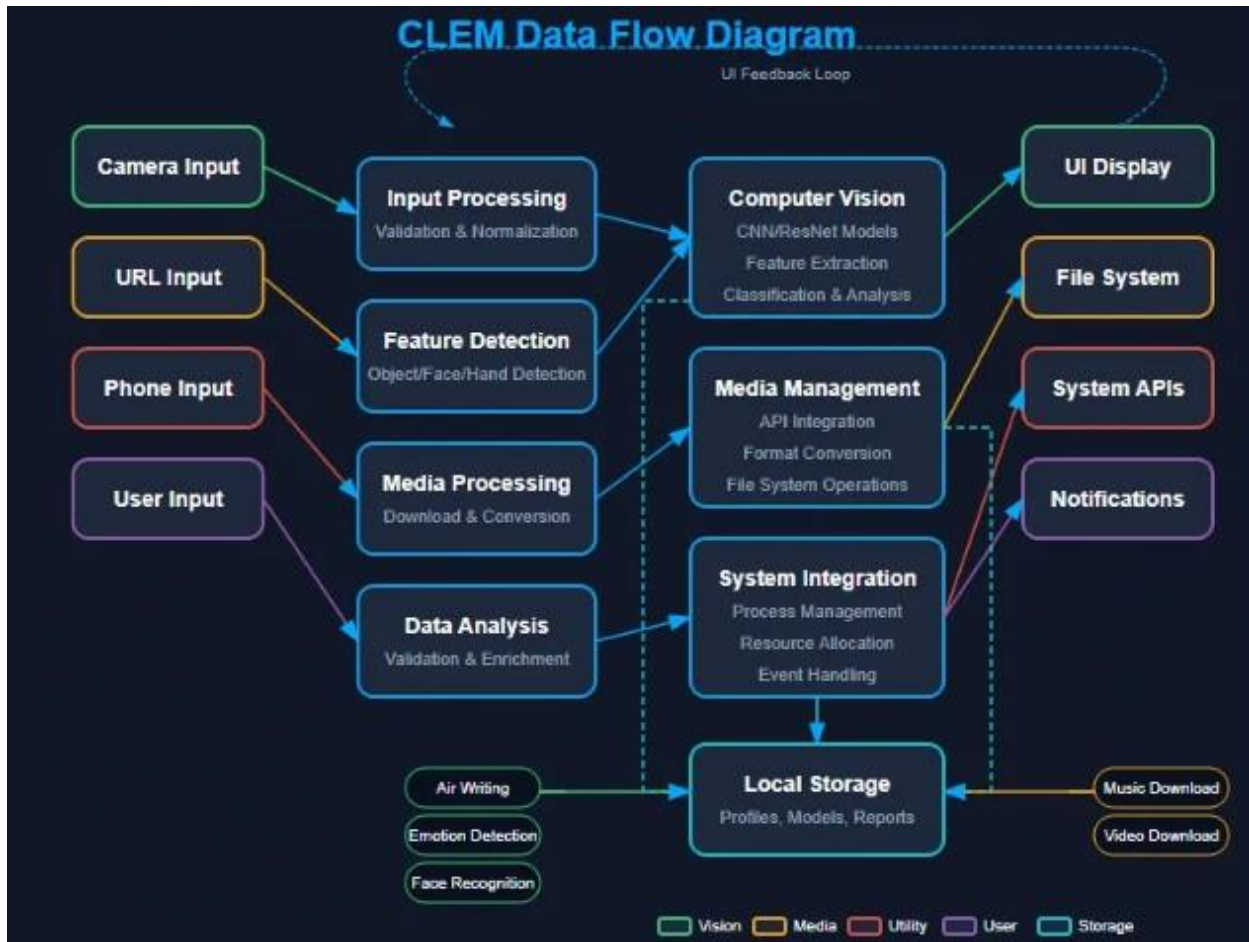 CLEM Data Flow Diagram
UI Feedback Loop
Camera Input
URL Input
Phone Input
User Input
Input Processing
Validation & Normalization
Feature Detection
Object/Face/Hand Detection
Media Processing
Download & Conversion
Data Analysis
Validation & Enrichment
Computer Vision
CNN/ResNet Models
Feature Extraction
Classification & Analysis
Media Management
API Integration
Format Conversion
File System Operations
System Integration
Process Management
Resource Allocation
Event Handling
UI Display
File System
System APIs
Notifications
Air Writing
Emotion Detection
Face Recognition
Local Storage
Profiles, Models, Reports
Music Download
Video Download
Vision Media Utility User Storage